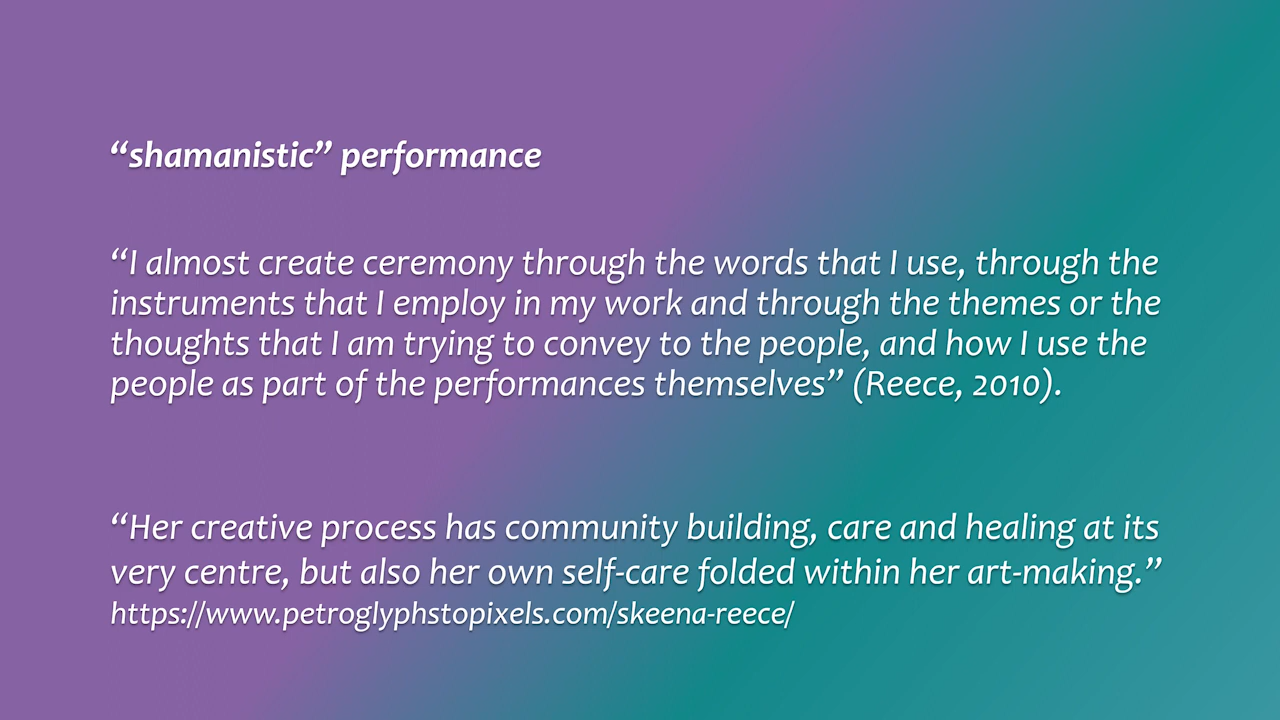 “shamanistic” performance
“I almost create ceremony through the words that I use, through the
instruments that I employ in my work and through the themes or the
thoughts that I am trying to convey to the people, and how I use the
people as part of the performances themselves” (Reece, 2010).
“Her creative process has community building, care and healing at its
very centre, but also her own self-care folded within her art-making.”
https://www.petroglyphstopixels.com/skeena-reece/